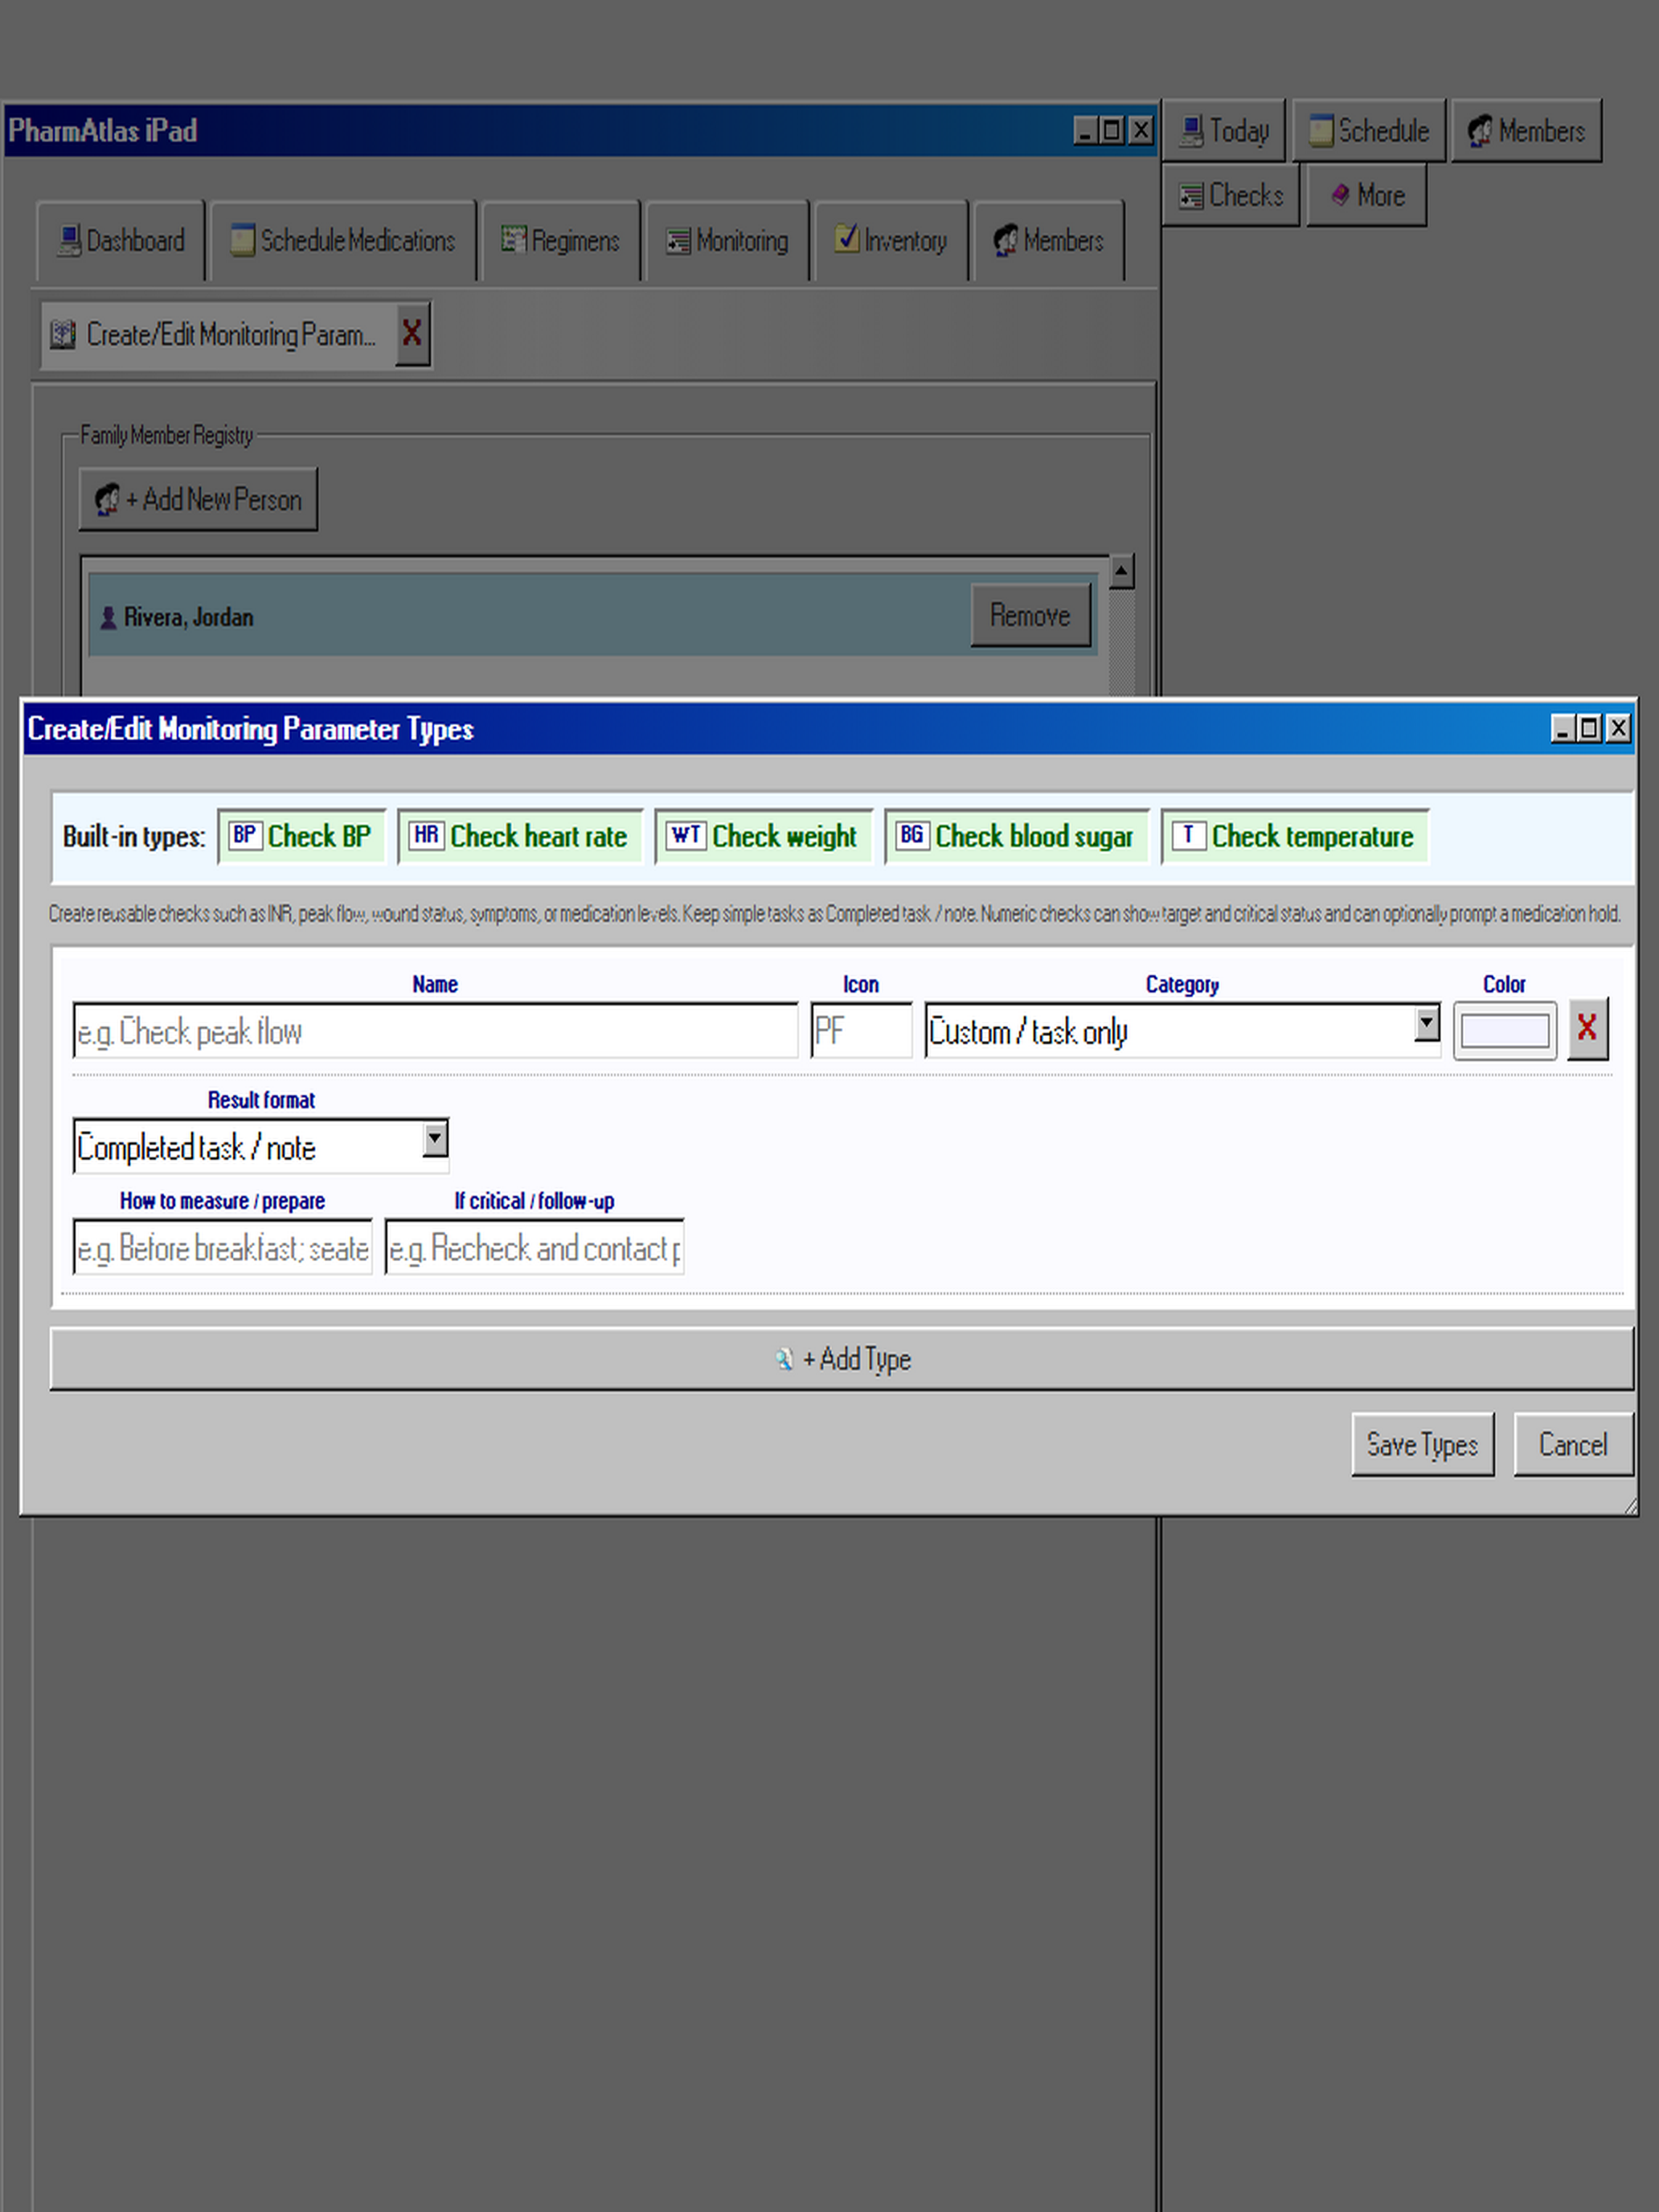 PharmAtlas iPad
Today
Schedule
Members
Checks
More
Dashboard
Schedule Medications
Regimens
Monitoring
Inventory
Members
Create/Edit Monitoring Param...
X
Family Member Registry
+ Add New Person
Rivera, Jordan
Remove
Create/Edit Monitoring Parameter Types
Built-in types:
BP Check BP
HR Check heart rate
WT Check weight
BG Check blood sugar
T Check temperature
Create reusable checks such as INR, peak flow, wound status, symptoms, or medication levels. Keep simple tasks as Completed task / note. Numeric checks can show target and critical status and can optionally prompt a medication hold.
Name
Icon
Category
Color
e.g. Check peak flow
PF
Custom / task only
X
Result format
Completed task / note
How to measure / prepare
If critical / follow-up
e.g. Before breakfast; seate
e.g. Recheck and contact p
+ Add Type
Save Types
Cancel